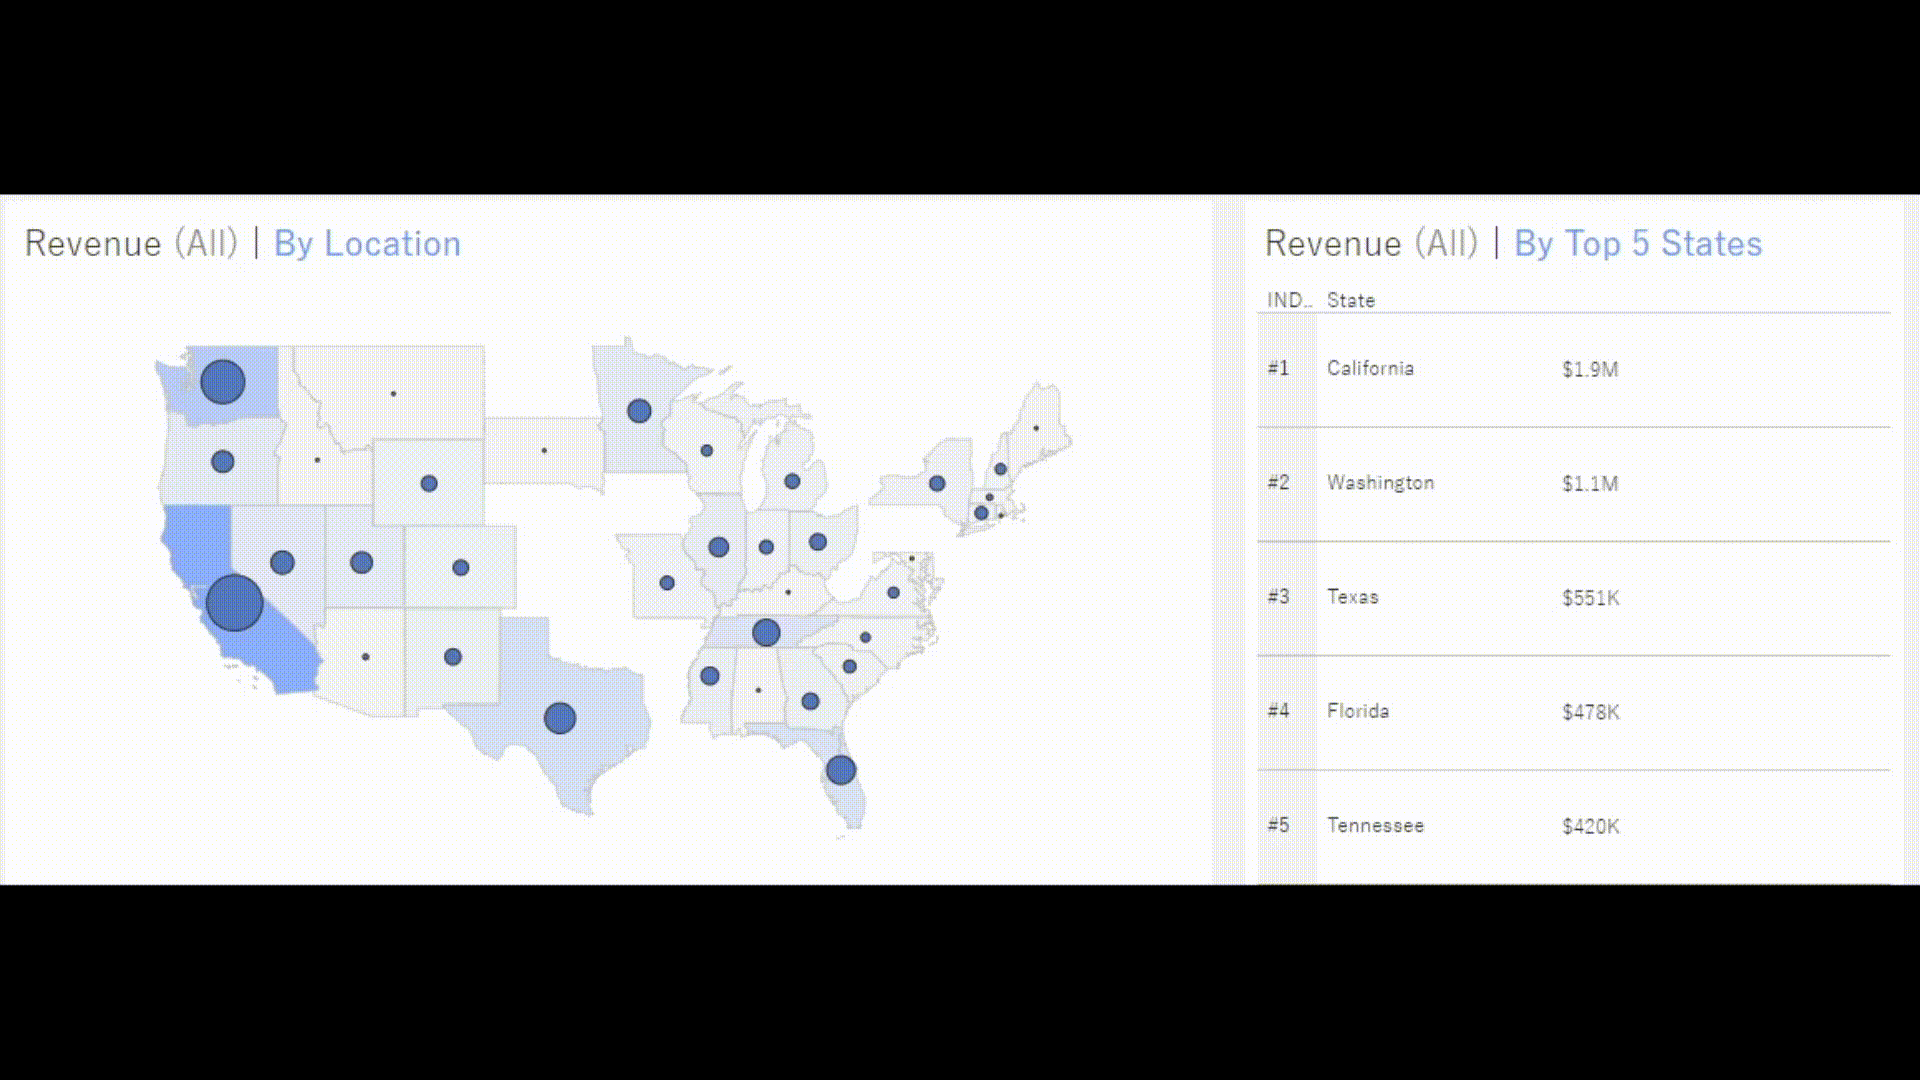 Revenue (All) | By Location
Revenue (All) | By Top 5 States
IND.. State
#1 California $1.9M
#2 Washington $1.1M
#3 Texas $551K
#4 Florida $478K
#5 Tennessee $420K